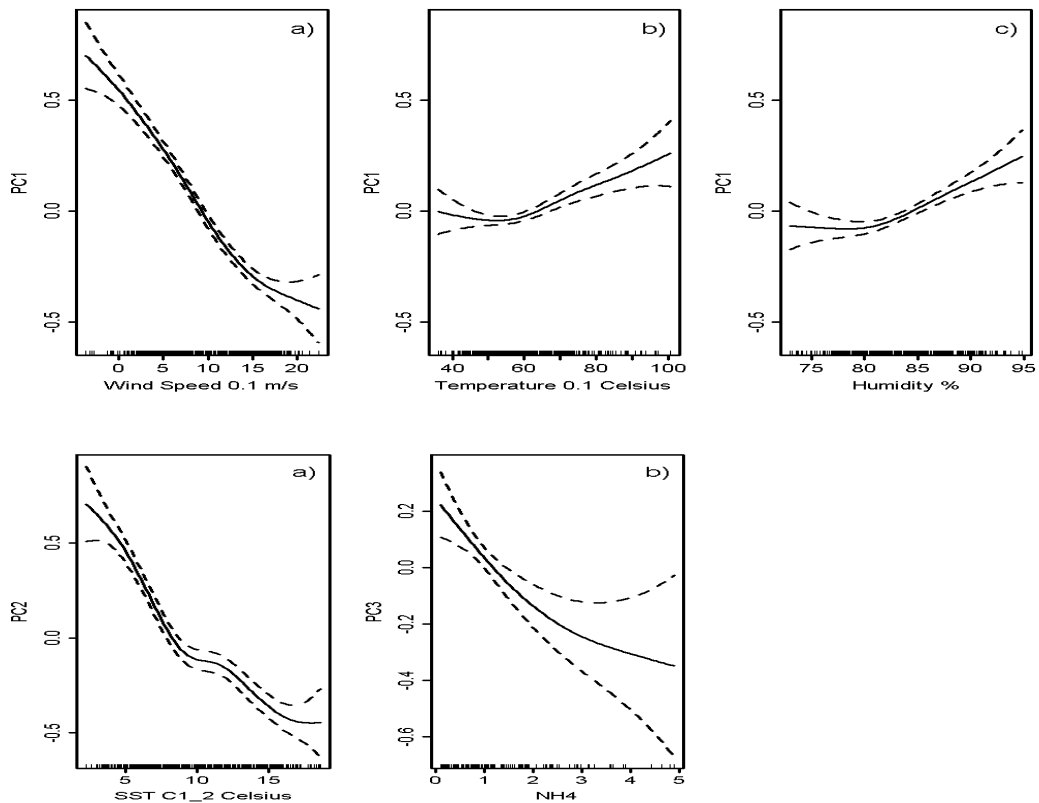 a)
PC1
0.5
0.0
-0.5
0 5 10 15 20
Wind Speed 0.1 m/s
b)
PC1
0.5
0.0
-0.5
40 50 60 70 80 90 100
Temperature 0.1 Celsius
c)
PC1
0.5
0.0
-0.5
75 80 85 90 95
Humidity %
a)
PC2
0.5
0.0
-0.5
5 10 15
SST C1_2 Celsius
b)
PC3
0.2
0.0
-0.2
-0.4
-0.6
0 1 2 3 4 5
NH4